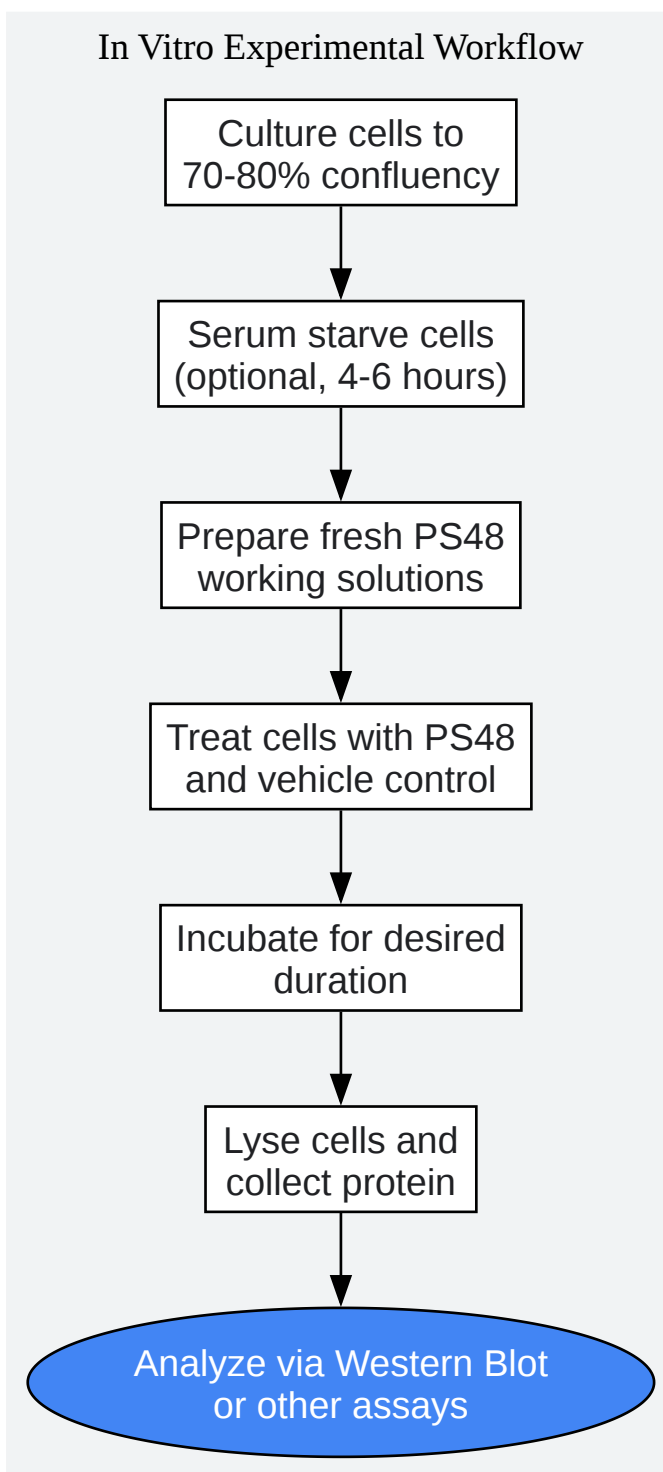 In Vitro Experimental Workflow
Culture cells to
70-80% confluency
Serum starve cells
(optional, 4-6 hours)
Prepare fresh PS48
working solutions
Treat cells with PS48
and vehicle control
Incubate for desired
duration
Lyse cells and
collect protein
Analyze via Western Blot
or other assays